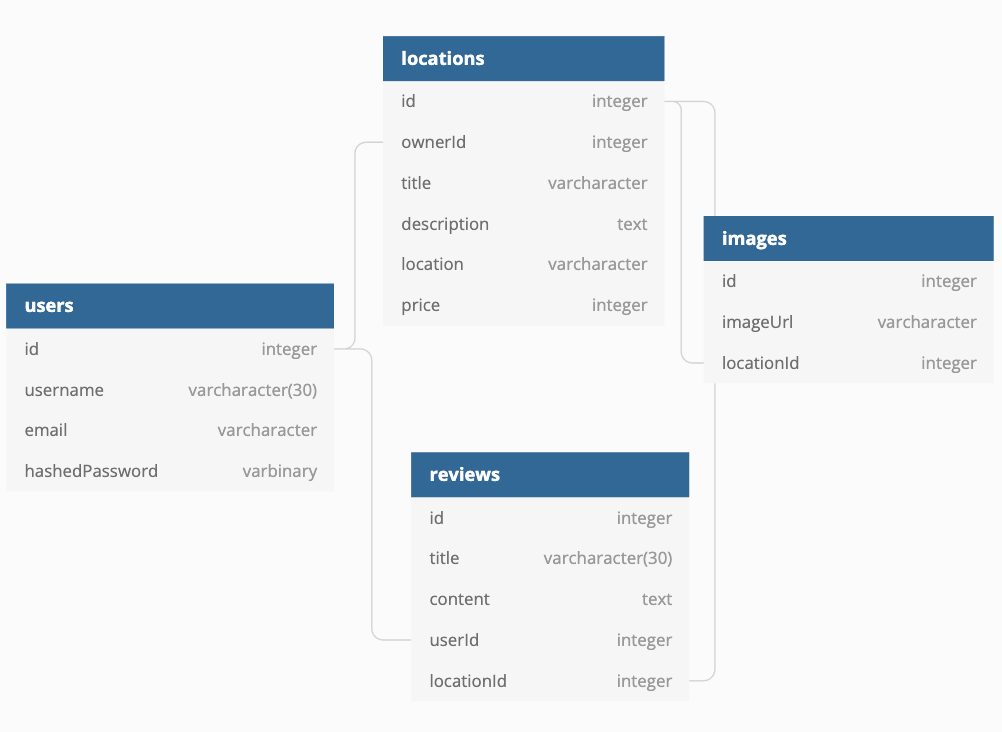 locations
id integer
ownerId integer
title varcharacter
description text
location varcharacter
price integer
images
id integer
imageUrl varcharacter
locationId integer
users
id integer
username varcharacter(30)
email varcharacter
hashedPassword varbinary
reviews
id integer
title varcharacter(30)
content text
userId integer
locationId integer